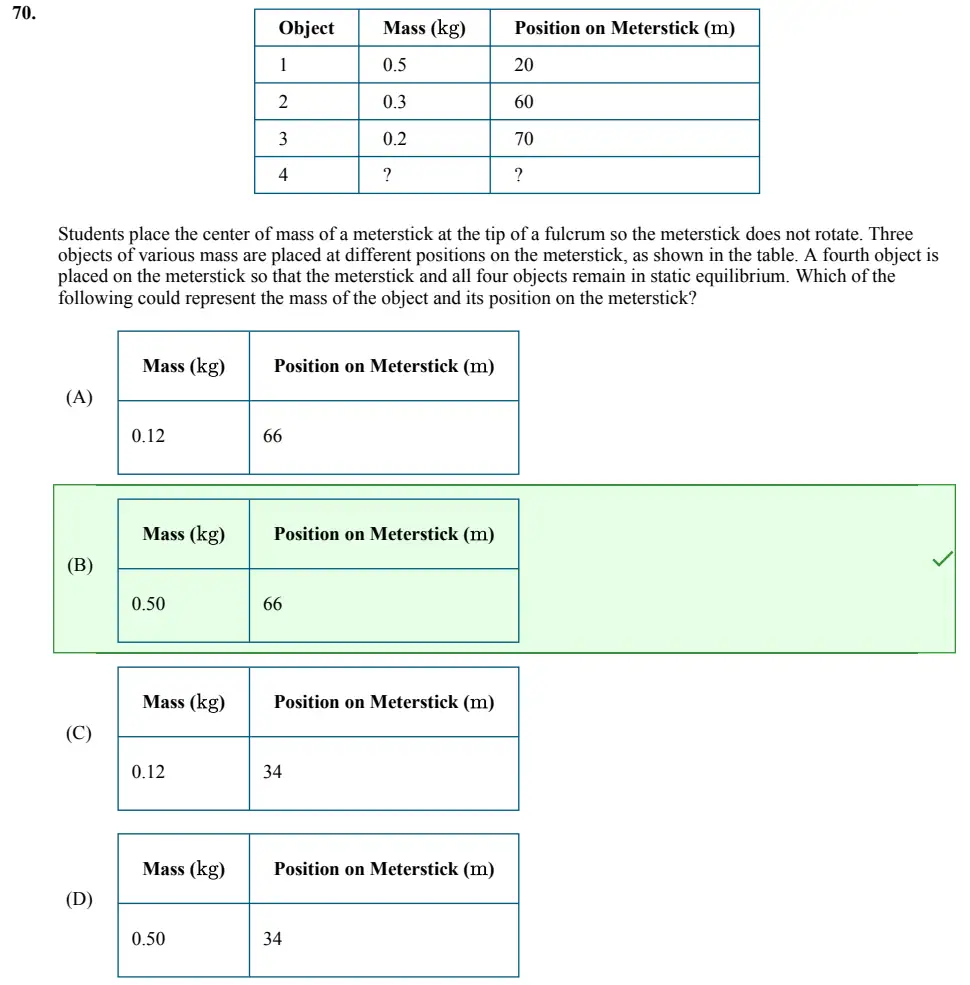 70.
Object Mass (kg) Position on Meterstick (m)
1 0.5 20
2 0.3 60
3 0.2 70
4 ? ?
Students place the center of mass of a meterstick at the tip of a fulcrum so the meterstick does not rotate. Three
objects of various mass are placed at different positions on the meterstick, as shown in the table. A fourth object is
placed on the meterstick so that the meterstick and all four objects remain in static equilibrium. Which of the
following could represent the mass of the object and its position on the meterstick?
(A)
Mass (kg) Position on Meterstick (m)
0.12 66
(B)
Mass (kg) Position on Meterstick (m)
0.50 66
(C)
Mass (kg) Position on Meterstick (m)
0.12 34
(D)
Mass (kg) Position on Meterstick (m)
0.50 34